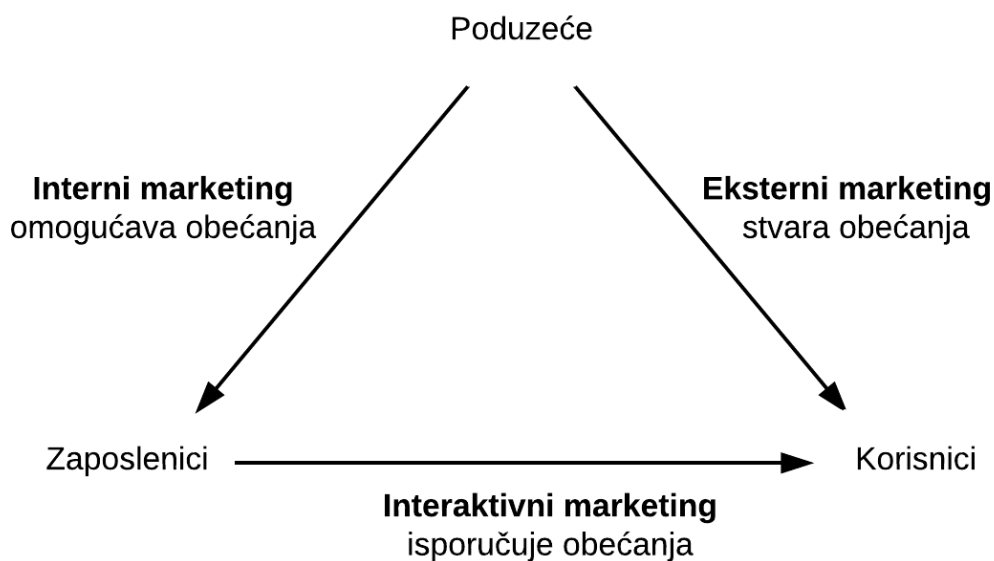 Poduzeće
Interni marketing
omogućava obećanja
Eksterni marketing
stvara obećanja
Zaposlenici
Korisnici
Interaktivni marketing
isporučuje obećanja